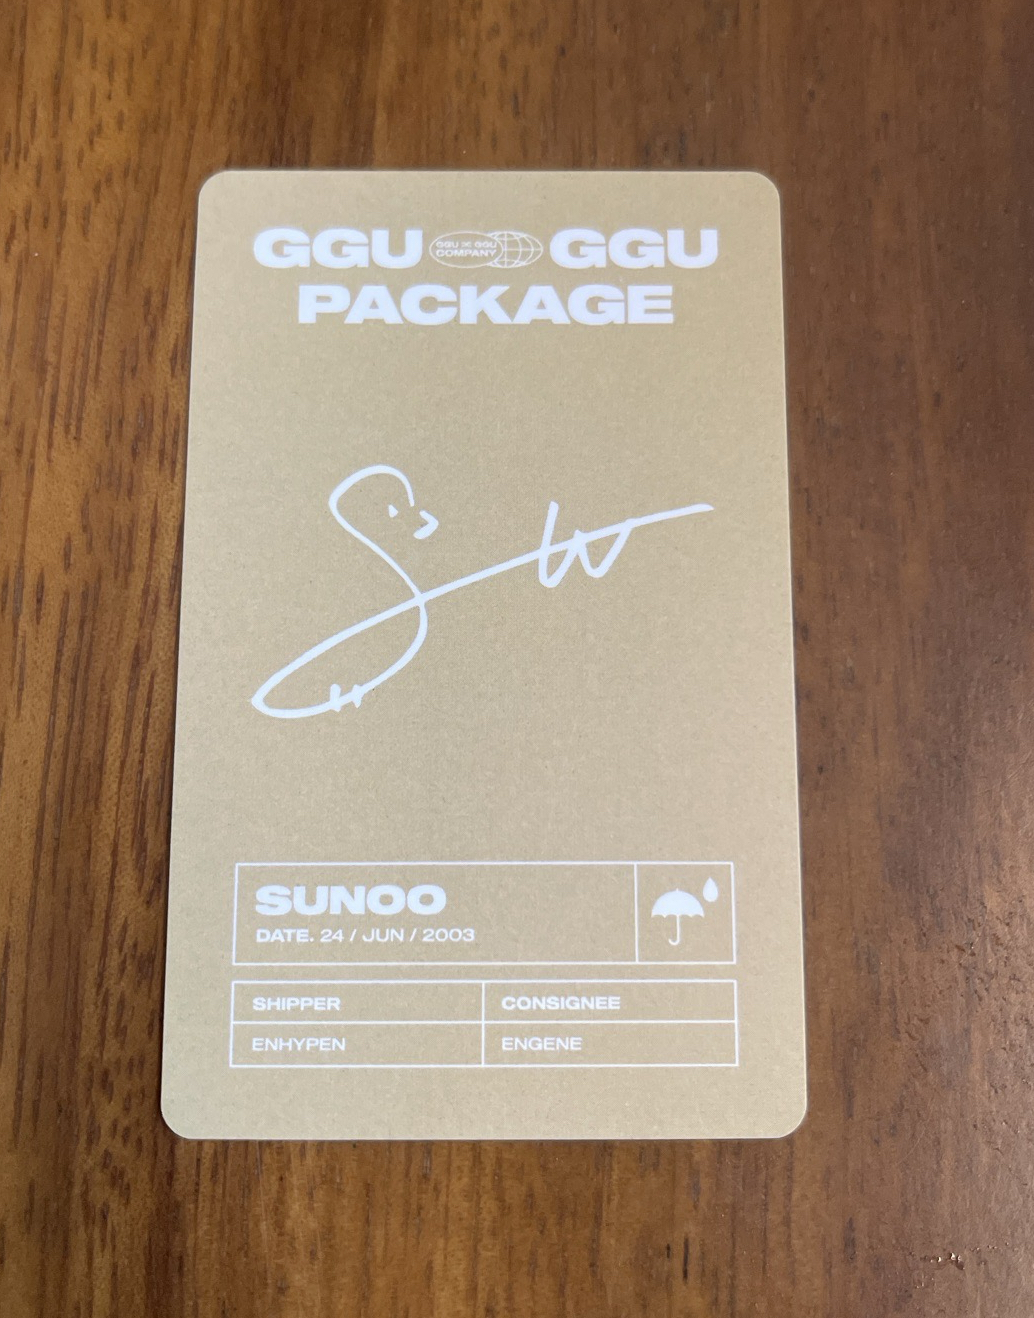 GGU GGU
GGU GGU
COMPANY
PACKAGE
SUNOO
DATE. 24 / JUN / 2003
SHIPPER CONSIGNEE
ENHYPEN ENGENE